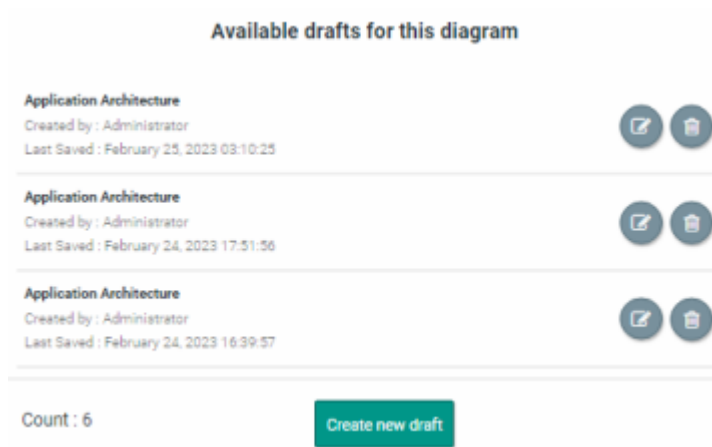 Available drafts for this diagram
Application Architecture
Created by : Administrator
Last Saved : February 25, 2023 03:10:25
Application Architecture
Created by : Administrator
Last Saved : February 24, 2023 17:51:56
Application Architecture
Created by : Administrator
Last Saved : February 24, 2023 16:39:57
Count : 6
Create new draft